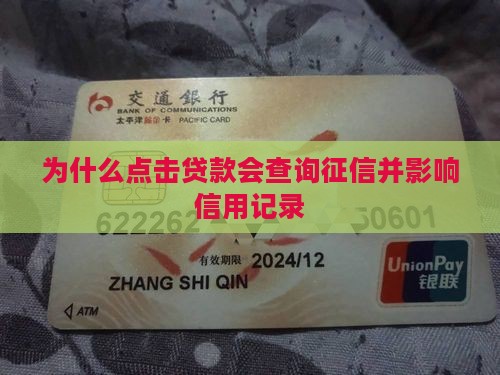 交通銀行
BANK OF COMMUNICATIONS
太平洋 卡 PACIFIC CARD
为什么点击贷款会查询征信并影响
信用记录
622262
有效期限 2024/12
ZHANG SHI QIN
UnionPay
银联
ATM